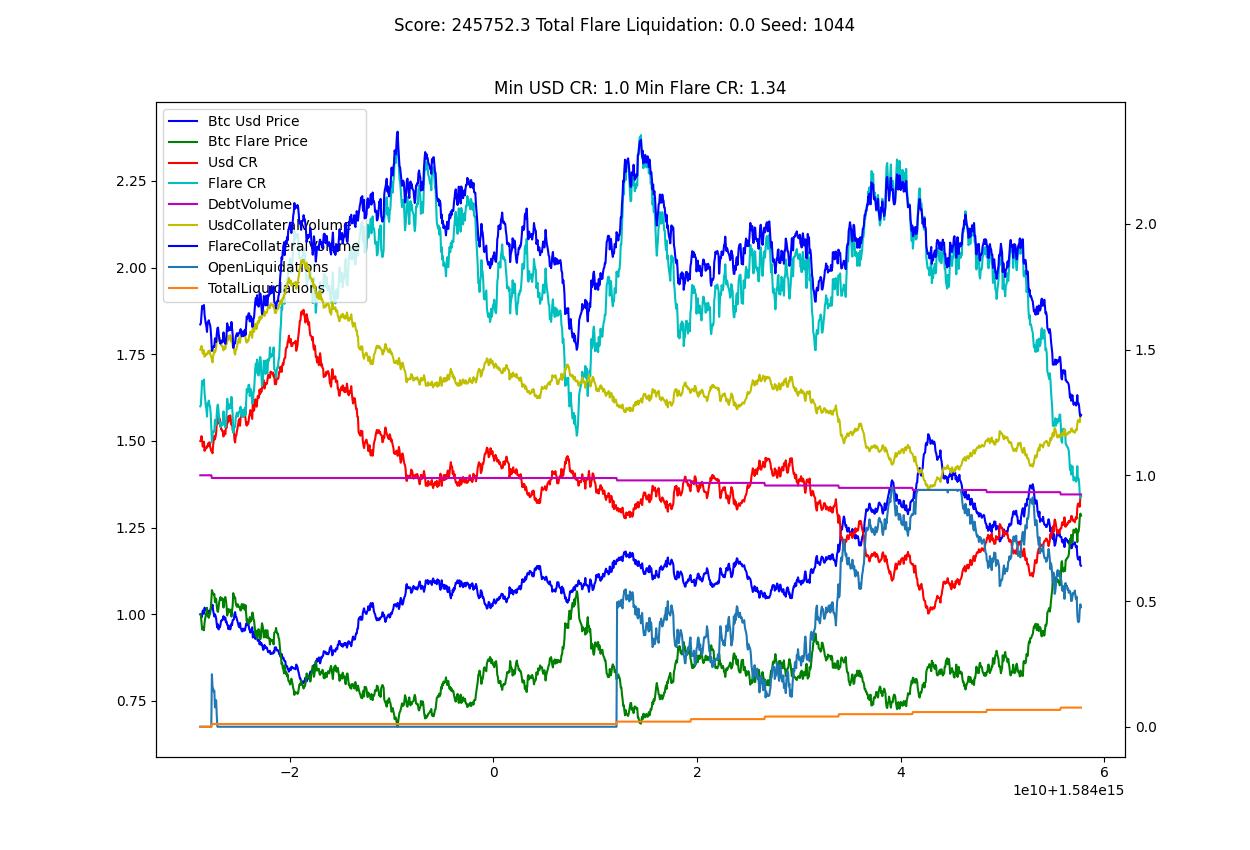 Score: 245752.3 Total Flare Liquidation: 0.0 Seed: 1044
Min USD CR: 1.0 Min Flare CR: 1.34
Btc Usd Price
Btc Flare Price
Usd CR
Flare CR
DebtVolume
UsdCollateralVolume
FlareCollateralVolume
OpenLiquidations
TotalLiquidations
2.25
2.00
1.75
1.50
1.25
1.00
0.75
2.0
1.5
1.0
0.5
0.0
−2 0 2 4 6
1e10+1.584e15